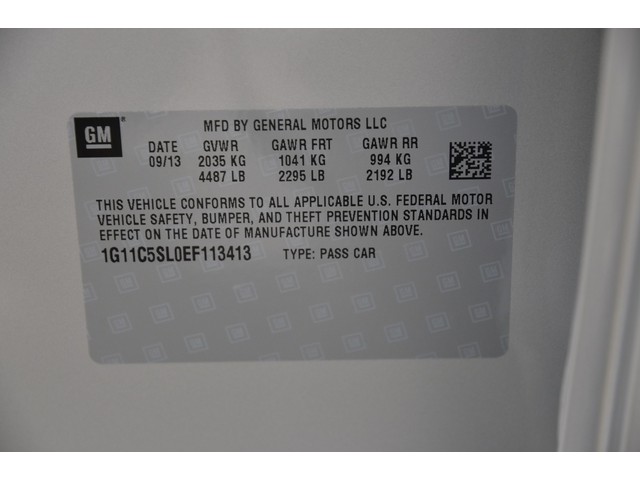 GM
MFD BY GENERAL MOTORS LLC
DATE GVWR GAWR FRT GAWR RR
09/13 2035 KG 1041 KG 994 KG
4487 LB 2295 LB 2192 LB
THIS VEHICLE CONFORMS TO ALL APPLICABLE U.S. FEDERAL MOTOR
VEHICLE SAFETY, BUMPER, AND THEFT PREVENTION STANDARDS IN
EFFECT ON THE DATE OF MANUFACTURE SHOWN ABOVE.
1G11C5SL0EF113413 TYPE: PASS CAR